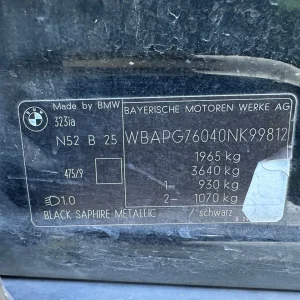 Made by BMW
BAYERISCHE MOTOREN WERKE AG
323ia
WBAPG76040NK99812
N52 B 25
1965 kg
3640 kg
475/9
1- 930 kg
2- 1070 kg
1.0
BLACK SAPHIRE METALLIC / schwarz